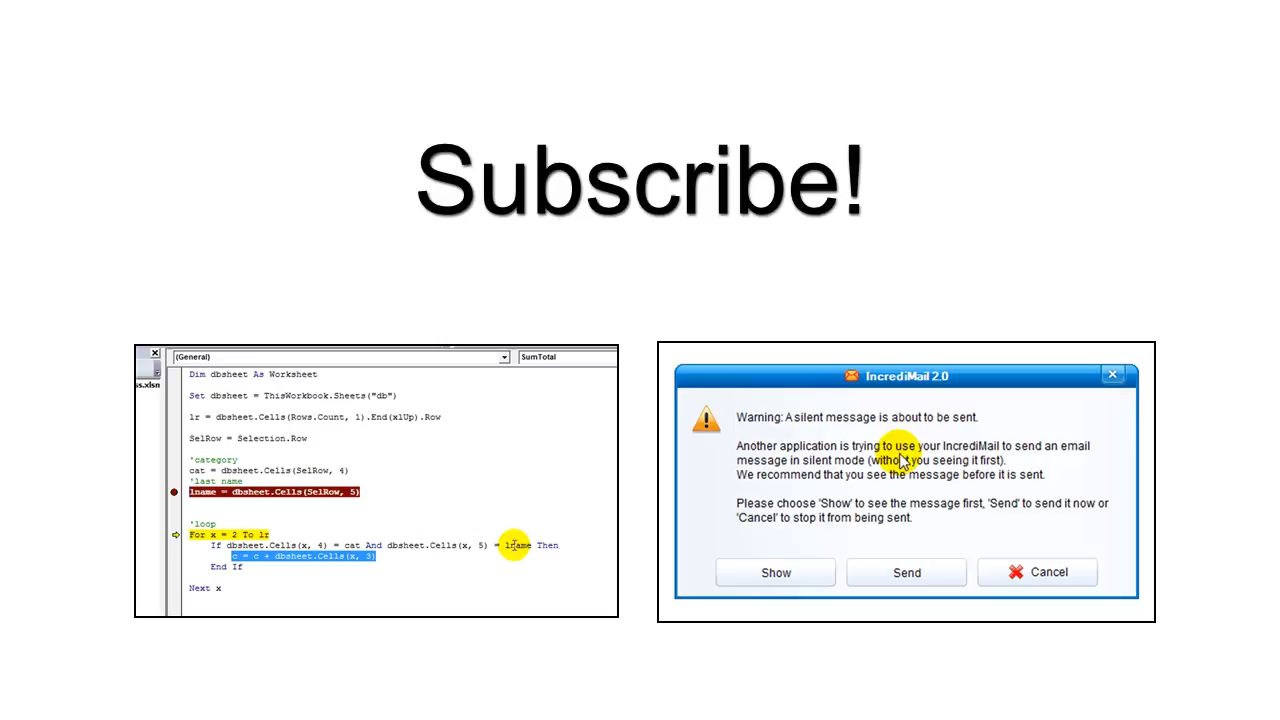 Subscribe!
(General)
SumTotal
ss.xlsn
Dim dbsheet As Worksheet
Set dbsheet = ThisWorkbook.Sheets("db")
lr = dbsheet.Cells(Rows.Count, 1).End(xlUp).Row
SelRow = Selection.Row
'category
cat = dbsheet.Cells(SelRow, 4)
'last name
lname = dbsheet.Cells(SelRow, 5)
'loop
For x = 2 To lr
If dbsheet.Cells(x, 4) = cat And dbsheet.Cells(x, 5) = lname Then
c = c + dbsheet.Cells(x, 3)
End If
Next x
IncrediMail 2.0
Warning: A silent message is about to be sent.
Another application is trying to use your IncrediMail to send an email
message in silent mode (without you seeing it first).
We recommend that you see the message before it is sent.
Please choose 'Show' to see the message first, 'Send' to send it now or
'Cancel' to stop it from being sent.
Show
Send
Cancel